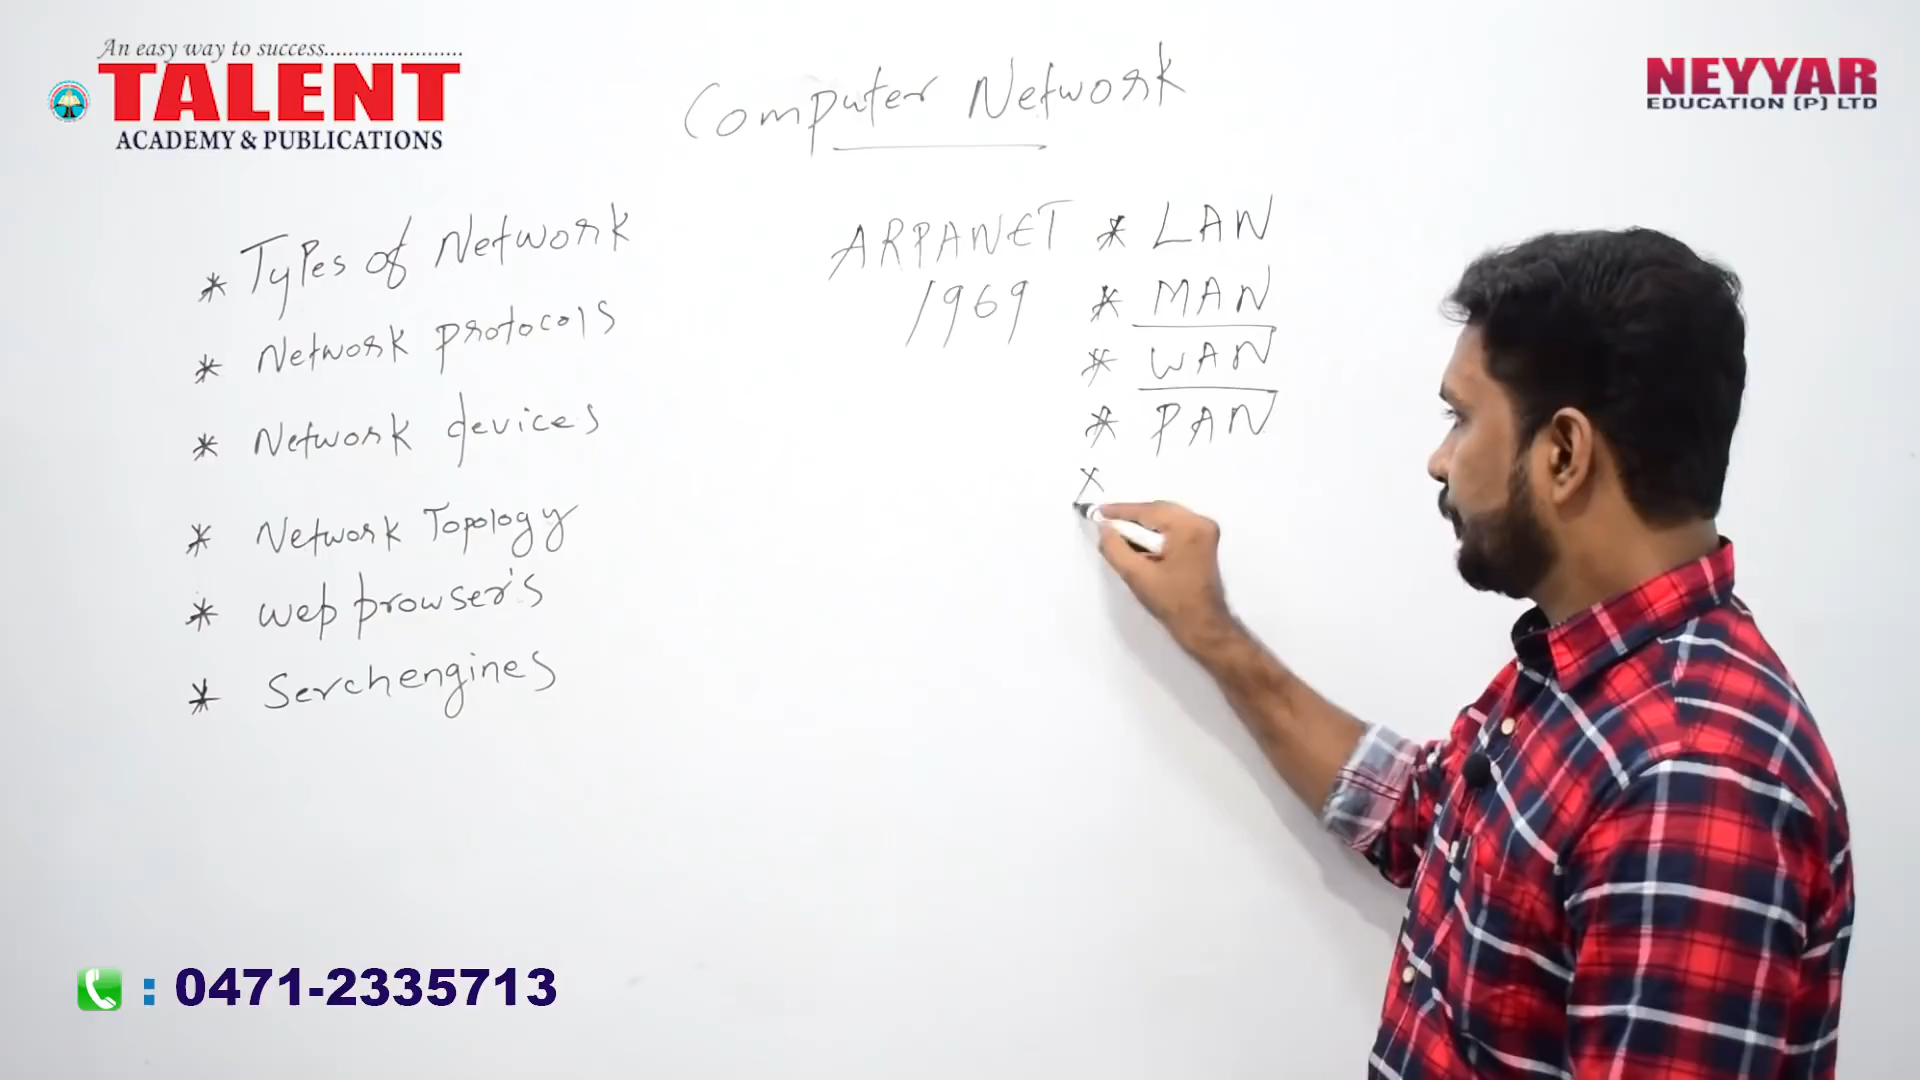 An easy way to success.......................
TALENT
ACADEMY & PUBLICATIONS
NEYYAR
EDUCATION (P) LTD
Computer Network
* Types of Network
* Network protocols
* Network devices
* Network Topology
* web browser's
* Serchengines
ARPANET
1969
* LAN
* MAN
* WAN
* PAN
: 0471-2335713